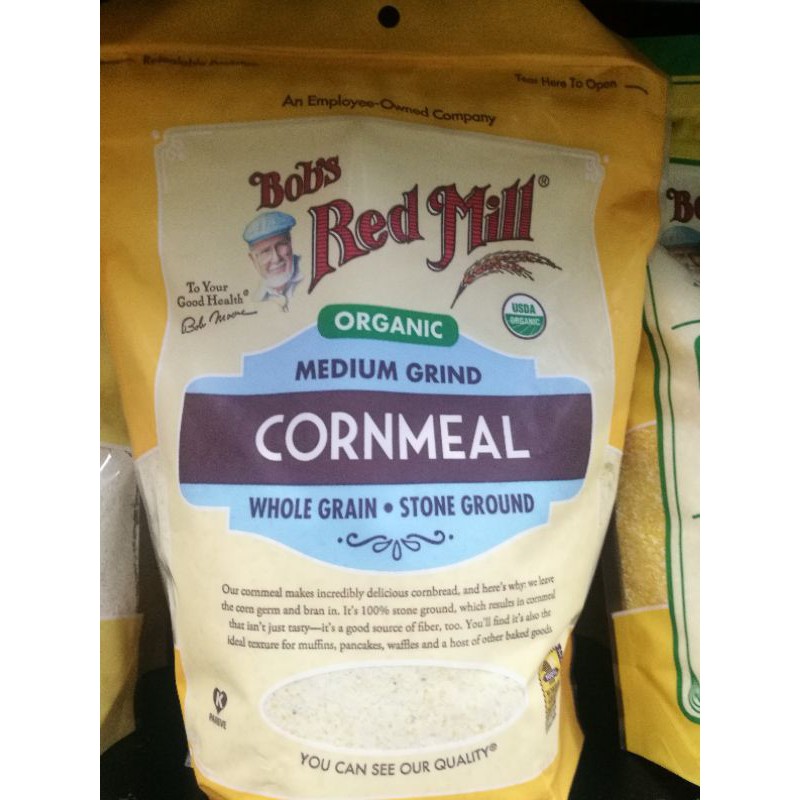 Resealable
Tear Here To Open
An Employee-Owned Company
Bob's
Red Mill®
To Your
Good Health®
Bob Moore
USDA
ORGANIC
ORGANIC
MEDIUM GRIND
CORNMEAL
WHOLE GRAIN • STONE GROUND
Our cornmeal makes incredibly delicious cornbread, and here's why: we leave
the corn germ and bran in. It's 100% stone ground, which results in cornmeal
that isn't just tasty—it's a good source of fiber, too. You'll find it's also the
ideal texture for muffins, pancakes, waffles and a host of other baked goods.
K
PAREVE
YOU CAN SEE OUR QUALITY®